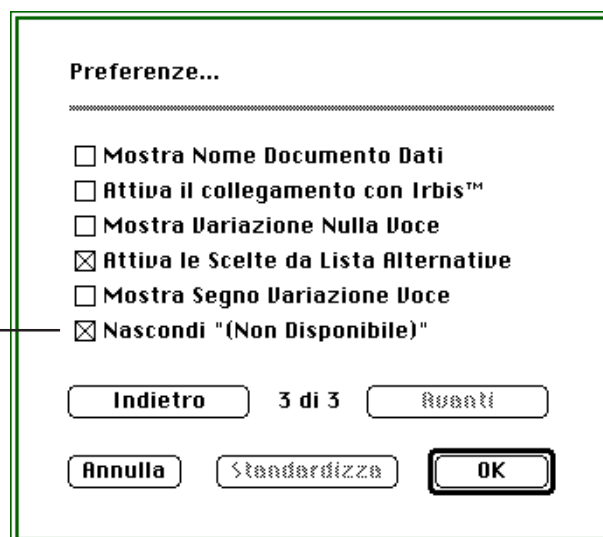 Preferenze...
Mostra Nome Documento Dati
Attiva il collegamento con Irbis™
Mostra Variazione Nulla Voce
Attiva le Scelte da Lista Alternative
Mostra Segno Variazione Voce
Nascondi "(Non Disponibile)"
Indietro 3 di 3 Avanti
Annulla Standardizza OK